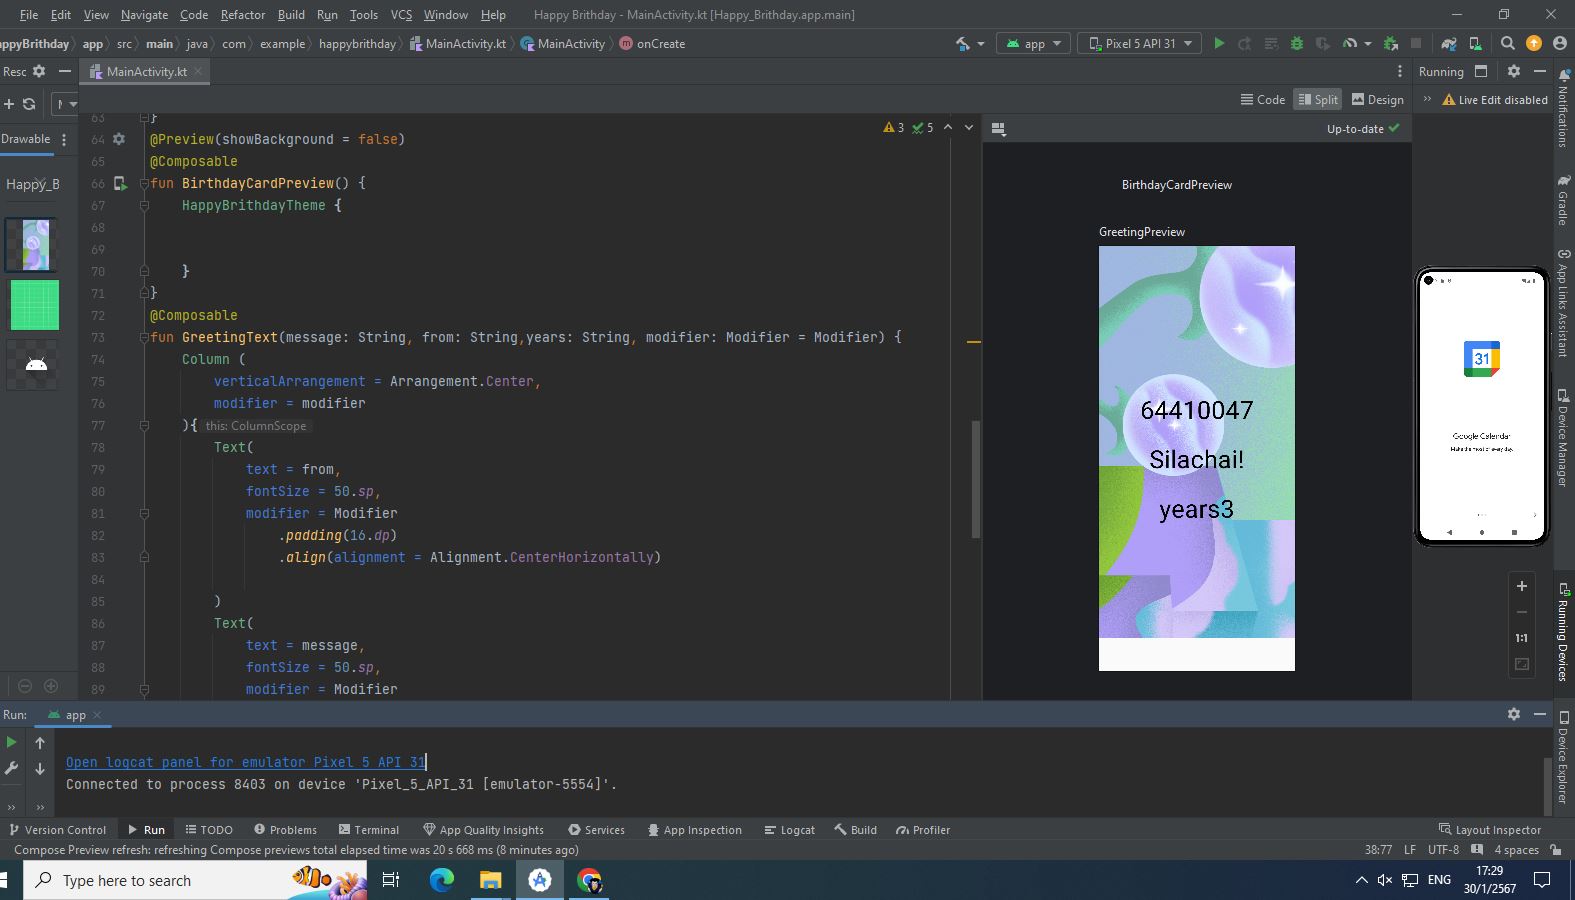 File Edit View Navigate Code Refactor Build Run Tools VCS Window Help Happy Brithday - MainActivity.kt [Happy_Brithday.app.main]
app src main java com example happybrithday MainActivity.kt MainActivity onCreate app Pixel 5 API 31
MainActivity.kt Running
Code Split Design Live Edit disabled
Drawable
Happy_B
63 }
3 5 Up-to-date
64 @Preview(showBackground = false)
65 @Composable
66 fun BirthdayCardPreview() {
67 HappyBrithdayTheme {
68
69
70 }
71 }
72 @Composable
73 fun GreetingText(message: String, from: String,years: String, modifier: Modifier = Modifier) {
74 Column (
75 verticalArrangement = Arrangement.Center,
76 modifier = modifier
77 ){ this: ColumnScope
78 Text(
79 text = from,
80 fontSize = 50.sp,
81 modifier = Modifier
82 .padding(16.dp)
83 .align(alignment = Alignment.CenterHorizontally)
84
85 )
86 Text(
87 text = message,
88 fontSize = 50.sp,
89 modifier = Modifier
BirthdayCardPreview
GreetingPreview
64410047
Silachai!
years3
31
Google Calendar
Make the most of every day.
1:1
Notifications
Gradle
App Links Assistant
Device Manager
Running Devices
Device Explorer
Run: app
Open logcat panel for emulator Pixel 5 API 31
Connected to process 8403 on device 'Pixel_5_API_31 [emulator-5554]'.
Version Control Run TODO Problems Terminal App Quality Insights Services App Inspection Logcat Build Profiler Layout Inspector
Compose Preview refresh: refreshing Compose previews total elapsed time was 20 s 668 ms (8 minutes ago) 38:77 LF UTF-8 4 spaces
Type here to search ENG
17:29
30/1/2567